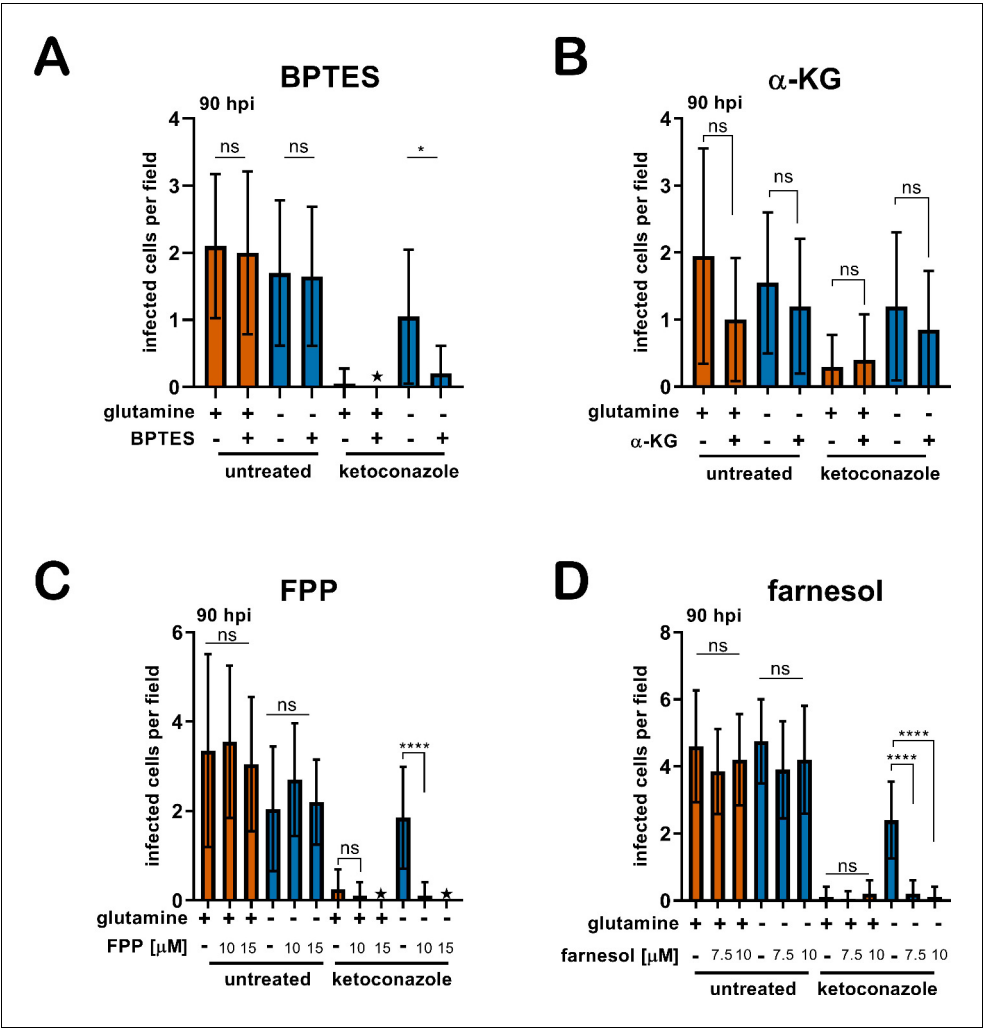 A
BPTES
90 hpi
infected cells per field
4
3
2
1
0
ns
ns
*
★
glutamine + + - - + + - -
BPTES - + - + - + - +
untreated ketoconazole
B
α-KG
90 hpi
infected cells per field
4
3
2
1
0
ns
ns
ns
ns
glutamine + + - - + + - -
α-KG - + - + - + - +
untreated ketoconazole
C
FPP
90 hpi
infected cells per field
6
4
2
0
ns
ns
ns
****
★ ★
glutamine + + + - - - + + + - - -
FPP [μM] - 10 15 - 10 15 - 10 15 - 10 15
untreated ketoconazole
D
farnesol
90 hpi
infected cells per field
8
6
4
2
0
ns
ns
ns
****
****
glutamine + + + - - - + + + - - -
farnesol [μM] - 7.5 10 - 7.5 10 - 7.5 10 - 7.5 10
untreated ketoconazole